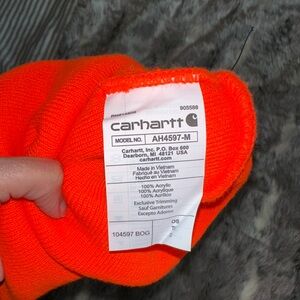 905588
carhartt
MODEL NO. AH4597-M
Carhartt, Inc. P.O. Box 600
Dearborn, MI 48121 USA
carhartt.com
Made in Vietnam
Fabriqué au Vietnam
Hecho en Vietnam
100% Acrylic
100% Acrylique
100% Acrílico
Exclusive Trimming
Sauf Garnitures
Excepto Adornos
104597 BOG